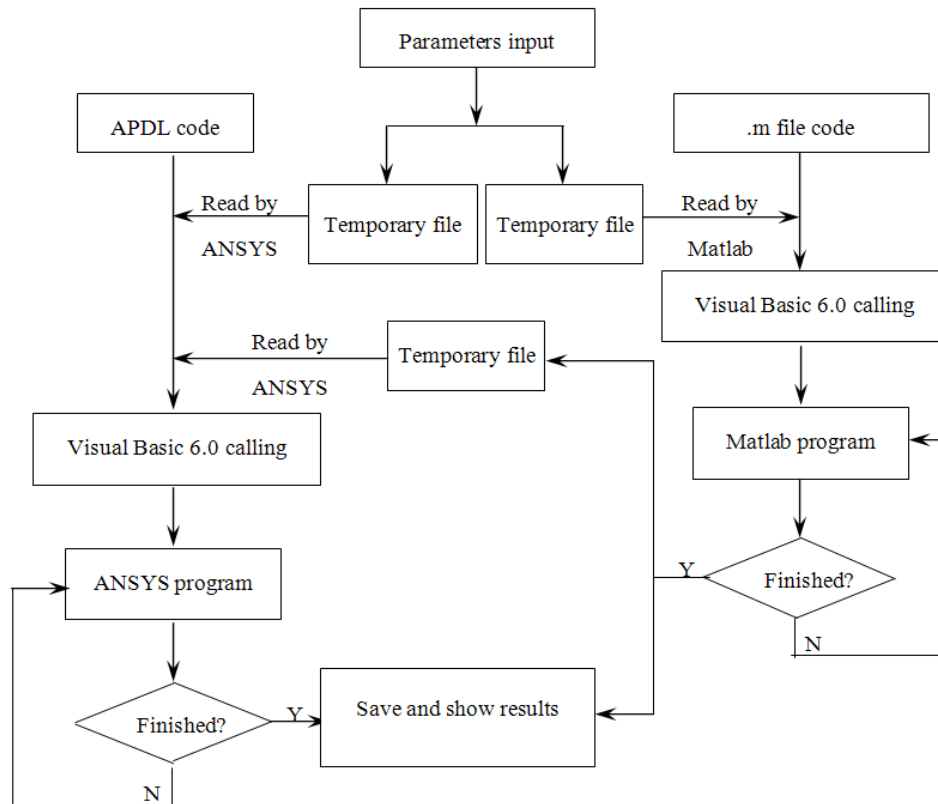 Parameters input
APDL code
.m file code
Read by
Temporary file
Temporary file
Read by
ANSYS
Matlab
Visual Basic 6.0 calling
Read by
Temporary file
ANSYS
Visual Basic 6.0 calling
Matlab program
ANSYS program
Y
Finished?
N
Save and show results
Finished?
Y
N